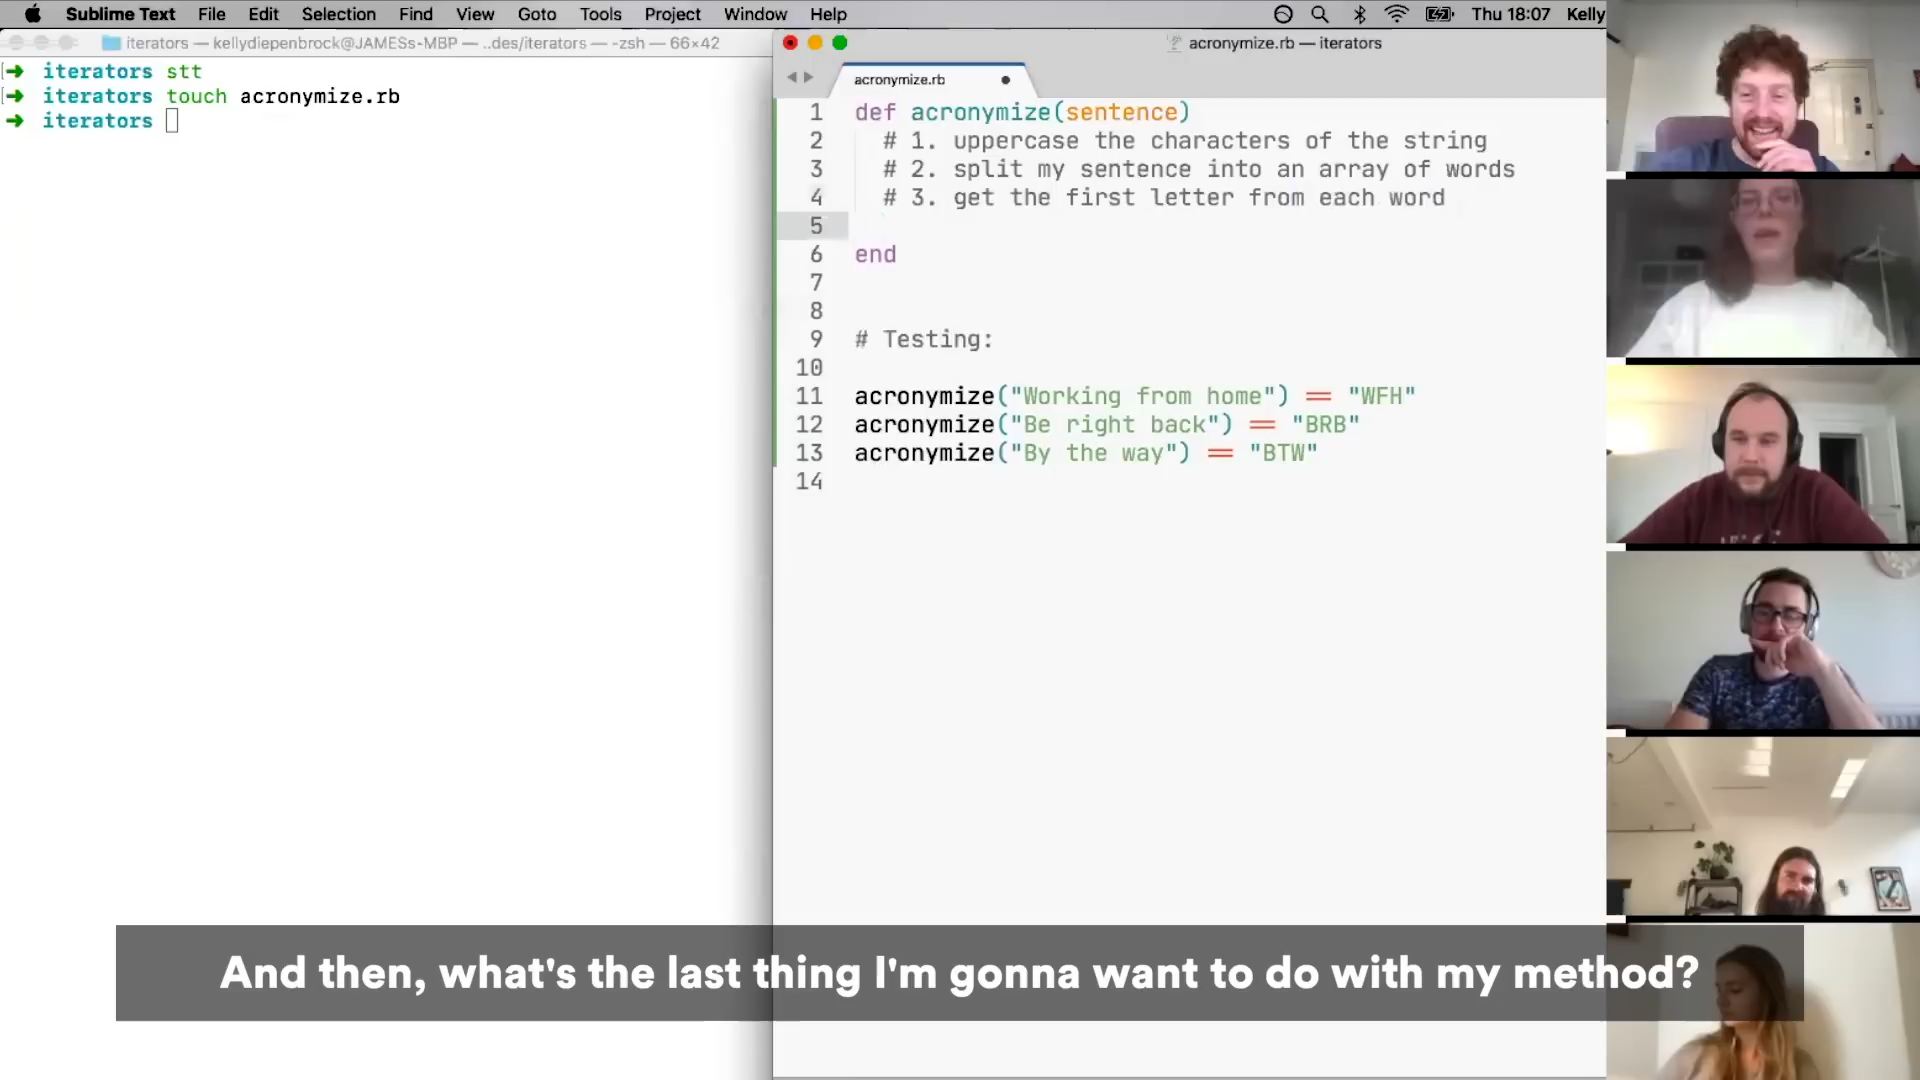 Sublime Text File Edit Selection Find View Goto Tools Project Window Help Thu 18:07 Kelly
iterators — kellydiepenbrock@JAMESs-MBP — ..des/iterators — -zsh — 66×42
➜ iterators stt
➜ iterators touch acronymize.rb
➜ iterators
acronymize.rb — iterators
acronymize.rb
1 def acronymize(sentence)
2 # 1. uppercase the characters of the string
3 # 2. split my sentence into an array of words
4 # 3. get the first letter from each word
5
6 end
7
8
9 # Testing:
10
11 acronymize("Working from home") == "WFH"
12 acronymize("Be right back") == "BRB"
13 acronymize("By the way") == "BTW"
14
And then, what's the last thing I'm gonna want to do with my method?